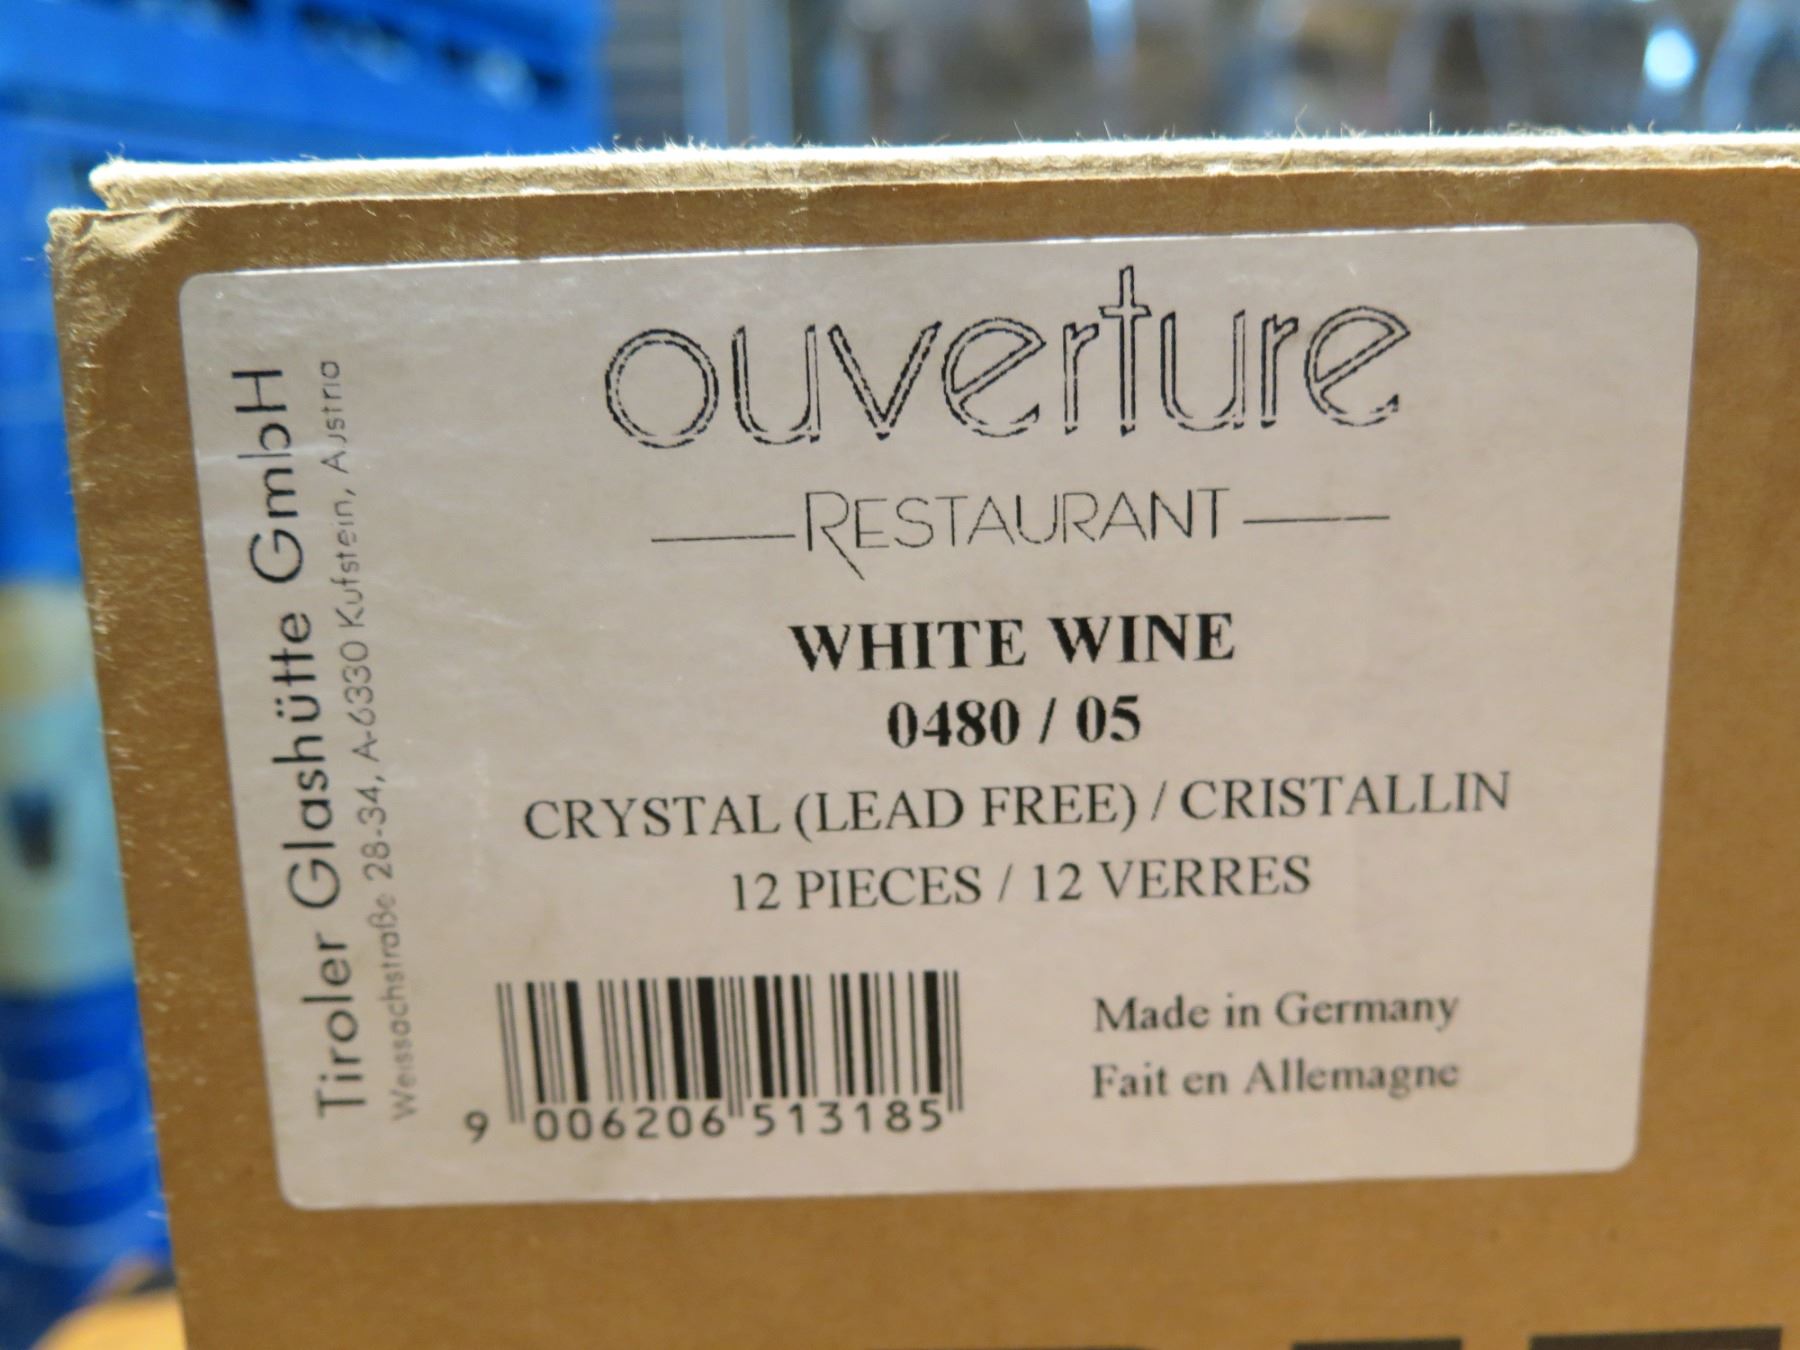 ouverture
RESTAURANT
WHITE WINE
0480 / 05
CRYSTAL (LEAD FREE) / CRISTALLIN
12 PIECES / 12 VERRES
Made in Germany
Fait en Allemagne
9 006206 513185
Tiroler Glashütte GmbH
Weissachstraße 28-34, A-6330 Kufstein, Austria